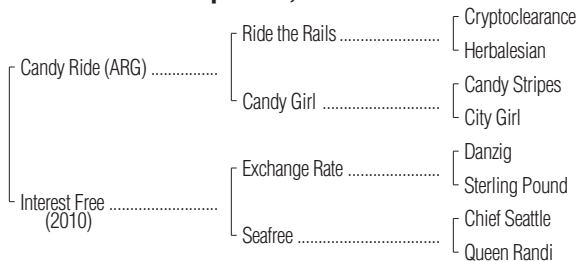 Cryptoclearance
Ride the Rails
Herbalesian
Candy Ride (ARG)
Candy Stripes
Candy Girl
City Girl
Danzig
Exchange Rate
Sterling Pound
Interest Free
(2010)
Chief Seattle
Seafree
Queen Randi